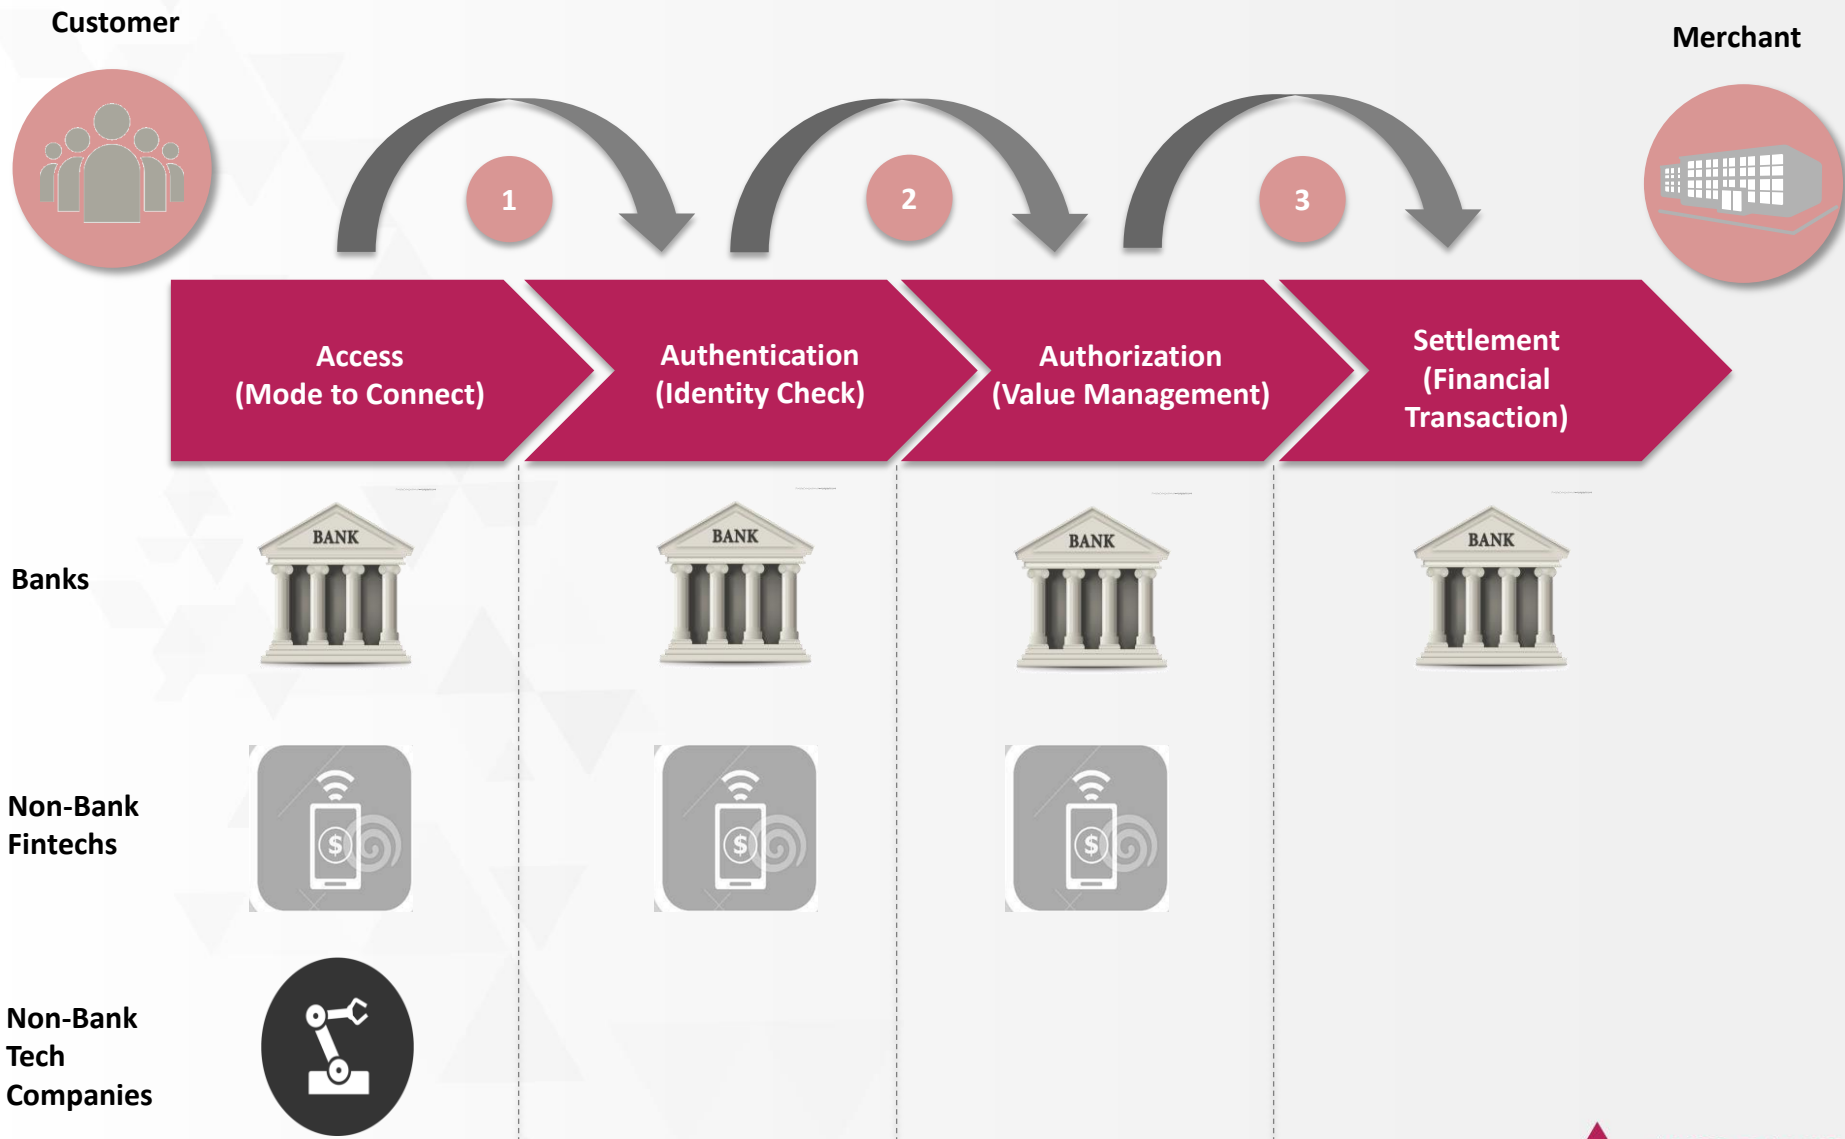 Customer
Merchant
1
2
3
Access
(Mode to Connect)
Authentication
(Identity Check)
Authorization
(Value Management)
Settlement
(Financial
Transaction)
Banks
BANK
BANK
BANK
BANK
Non-Bank
Fintechs
$
$
$
Non-Bank
Tech
Companies